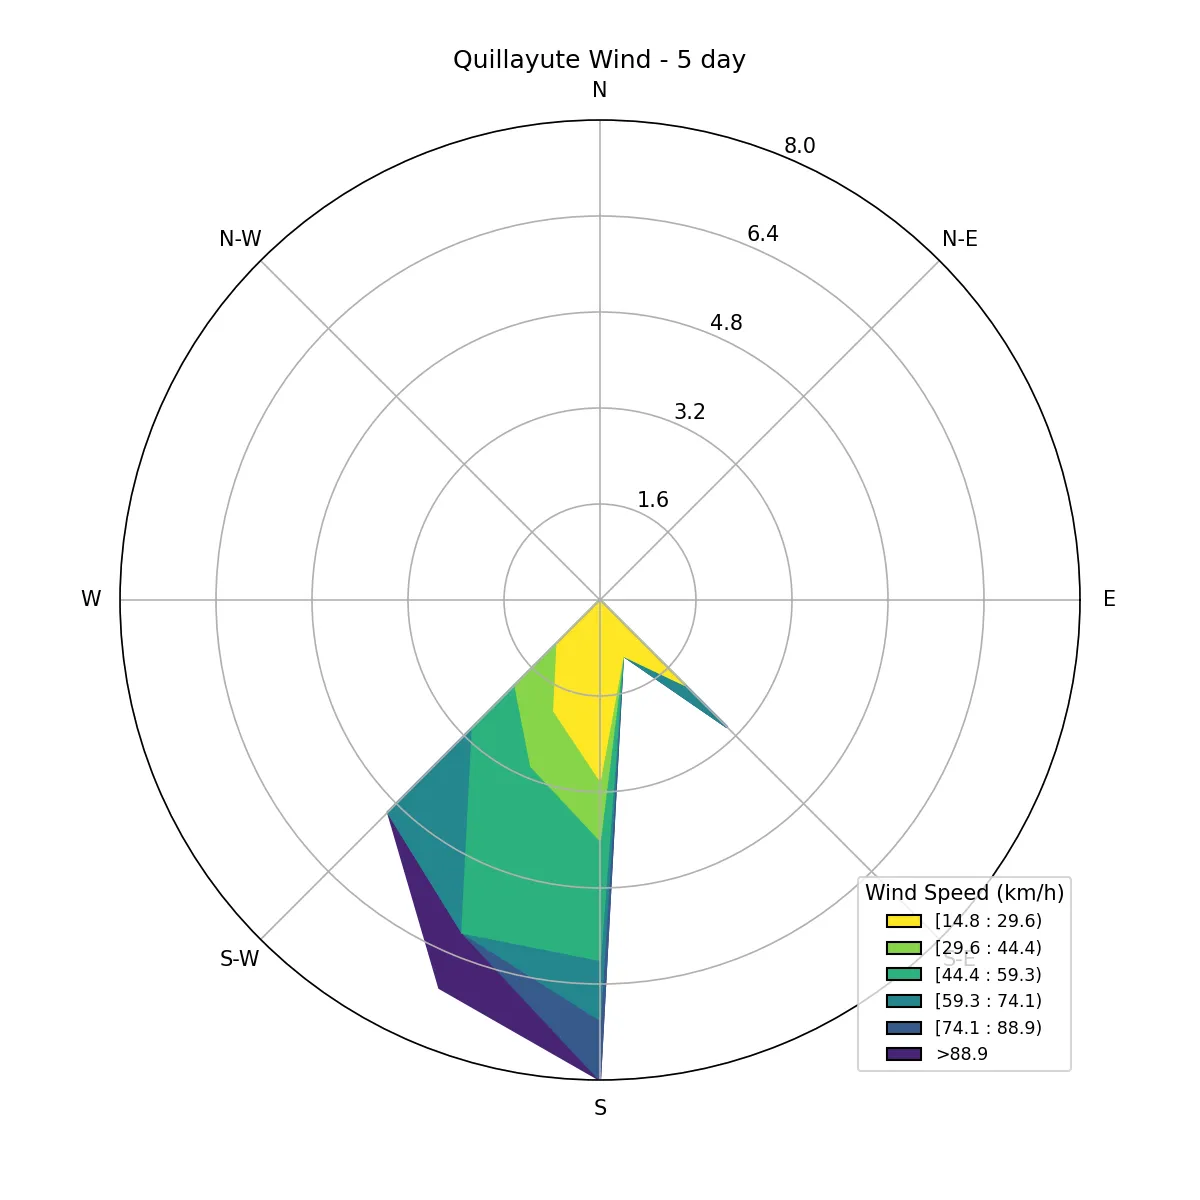 Quillayute Wind - 5 day
N
8.0
N-W
N-E
6.4
4.8
3.2
1.6
W
E
Wind Speed (km/h)
[14.8 : 29.6)
[29.6 : 44.4)
[44.4 : 59.3)
[59.3 : 74.1)
[74.1 : 88.9)
>88.9
S-W
S-E
S